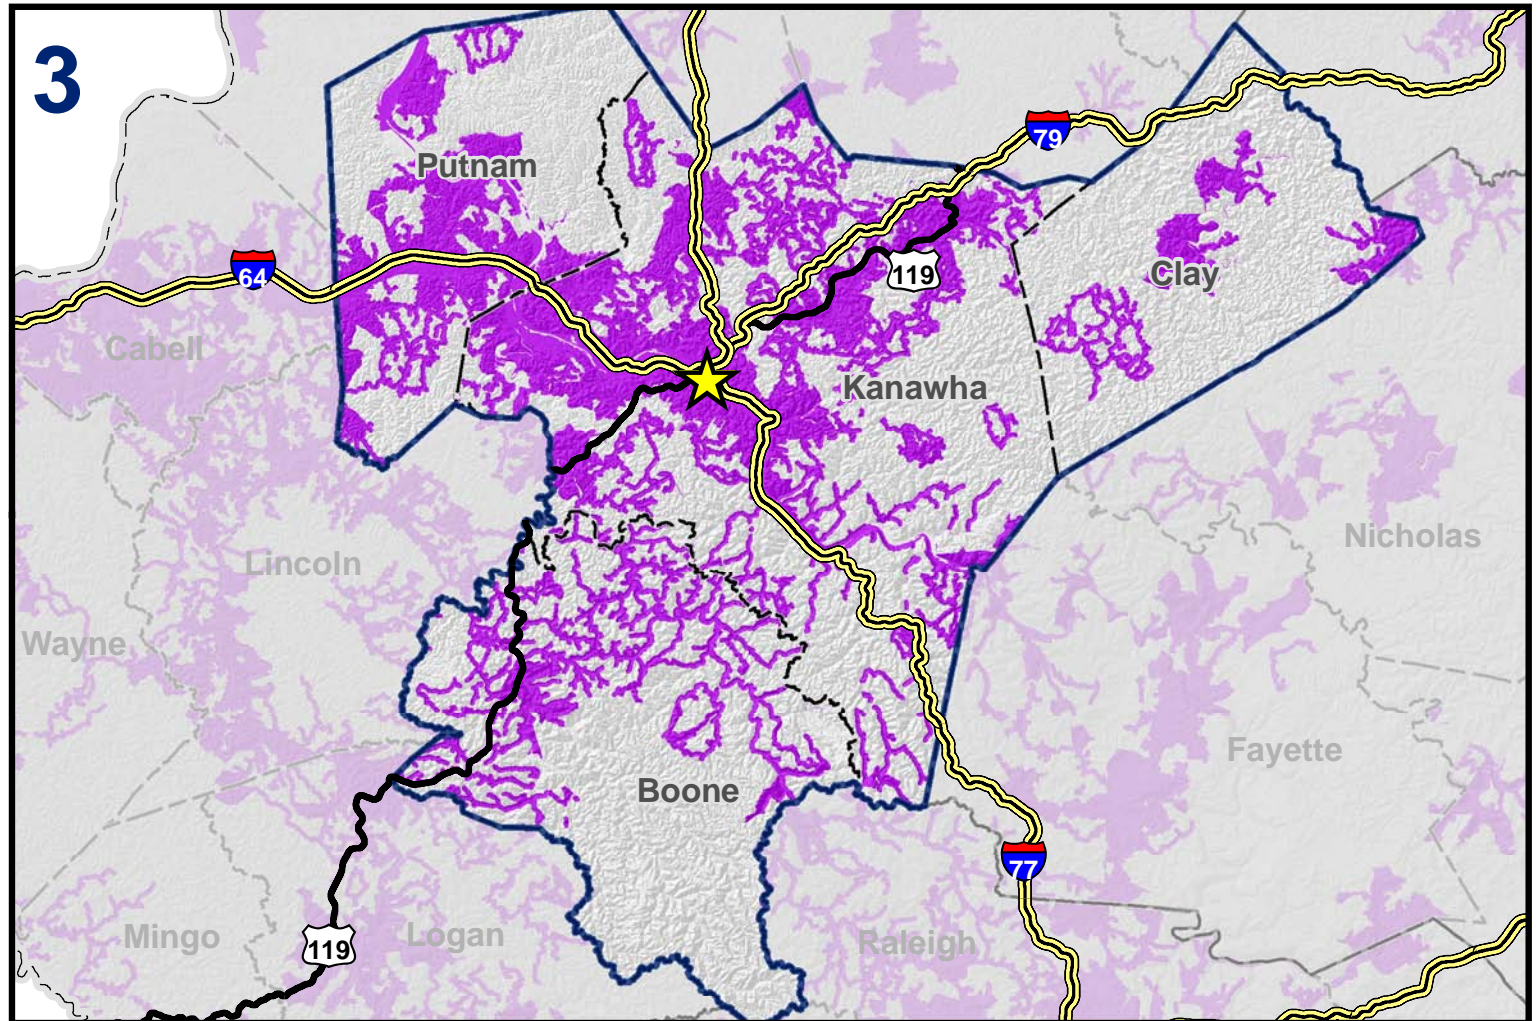 3
79
Putnam
64
119
Clay
Cabell
Kanawha
Nicholas
Lincoln
Wayne
Fayette
Boone
77
Mingo
119
Logan
Raleigh